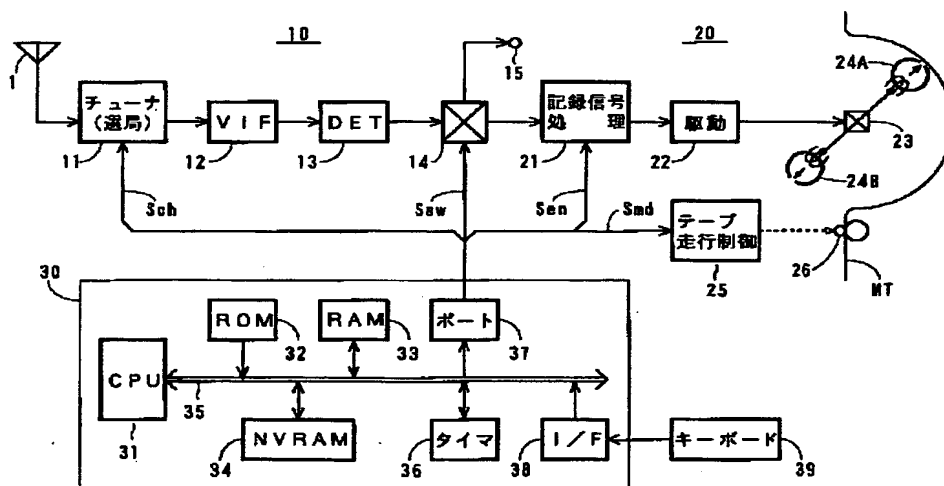 10
20
1
チューナ
(選局)
11
VIF
12
DET
13
14
15
記録信号
処理
21
駆動
22
23
24A
24B
Sch
Ssw
Sen
Smd
テープ
走行制御
25
26
MT
30
ROM
32
RAM
33
ポート
37
CPU
31
35
NVRAM
34
タイマ
36
I/F
38
キーボード
39